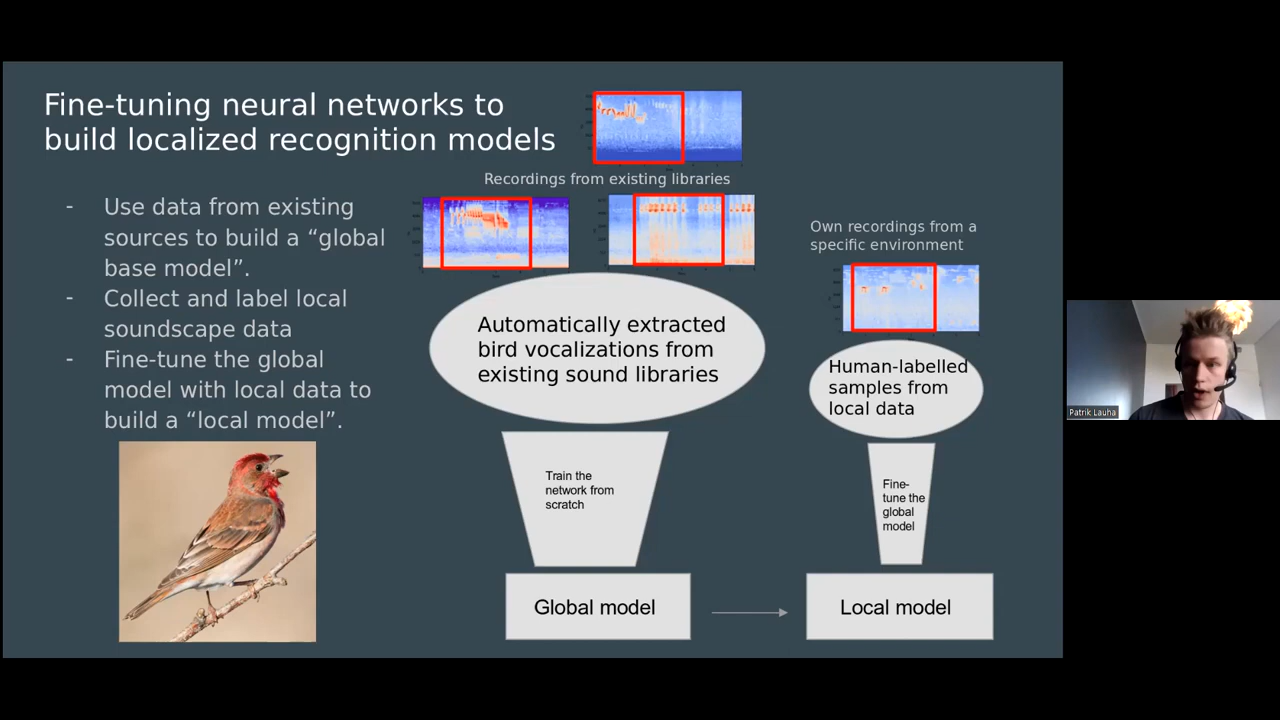 Fine-tuning neural networks to
build localized recognition models
- Use data from existing
sources to build a “global
base model”.
- Collect and label local
soundscape data
- Fine-tune the global
model with local data to
build a “local model”.
Recordings from existing libraries
Automatically extracted
bird vocalizations from
existing sound libraries
Train the
network from
scratch
Global model
Own recordings from a
specific environment
Human-labelled
samples from
local data
Fine-
tune the
global
model
Local model
Patrik Lauha